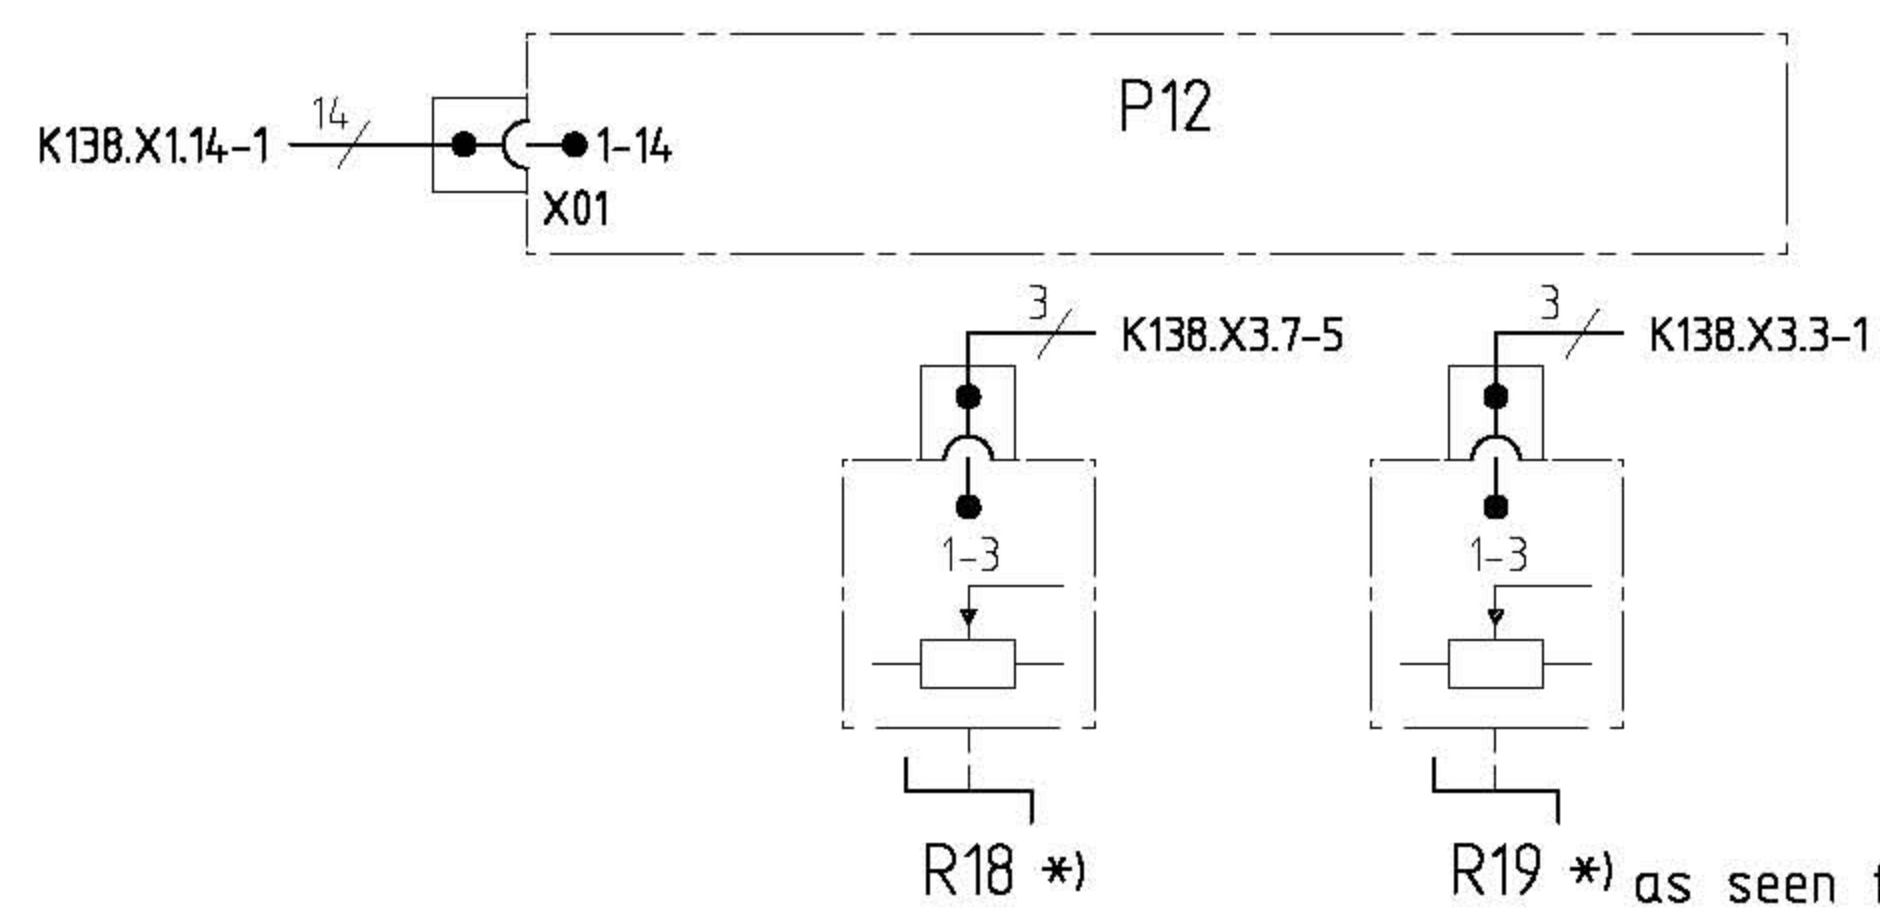 P12
14
K138.X1.14-1
1-14
X01
3
K138.X3.7-5
3
K138.X3.3-1
1-3
1-3
R18 *)
R19 *) as seen